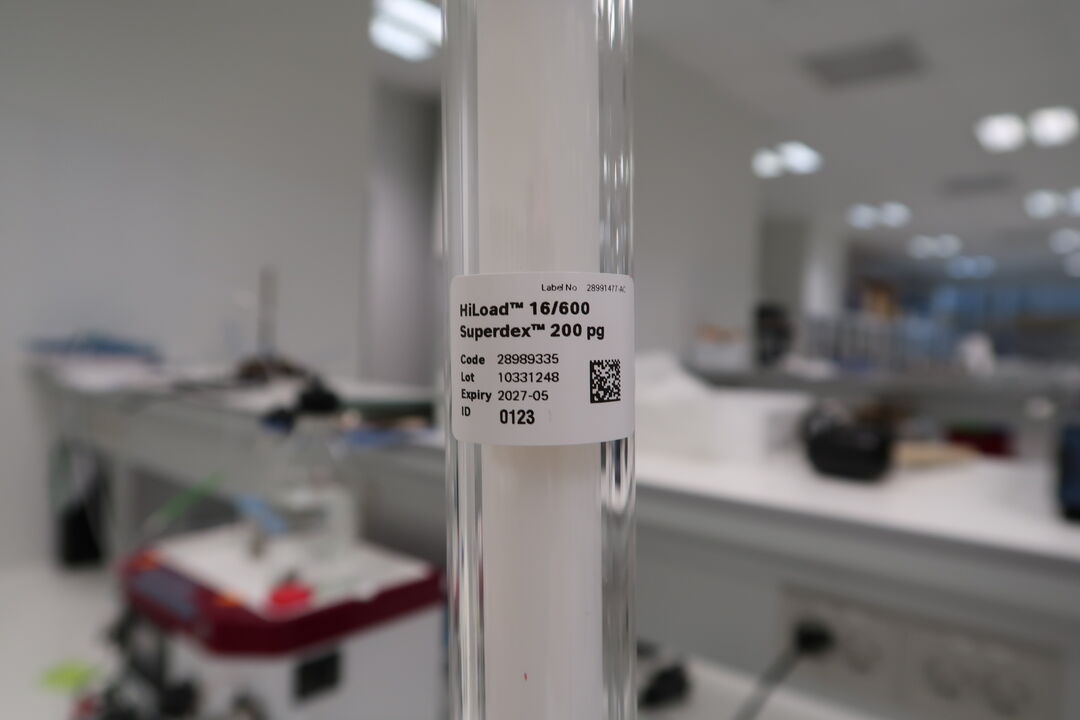 Label No 28991477-AC
HiLoad™ 16/600
Superdex™ 200 pg
Code 28989335
Lot 10331248
Expiry 2027-05
ID 0123